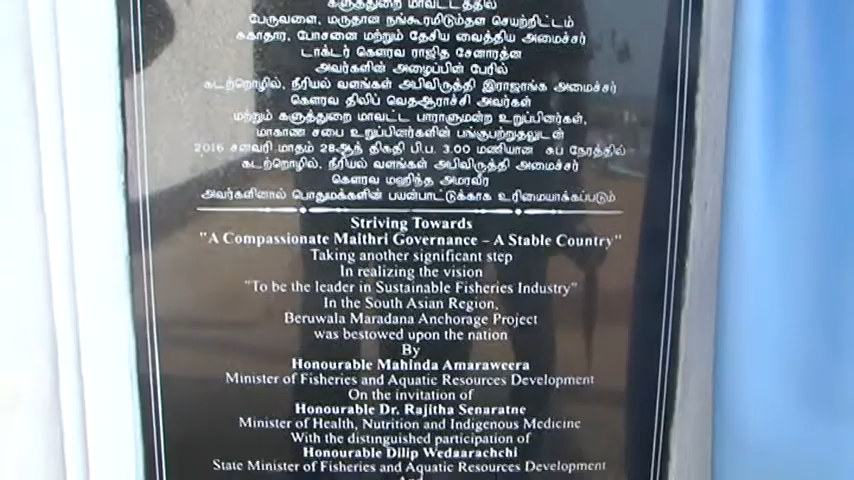 களுத்துறை மாவட்டத்தில்
பேருவளை, மருதான நங்கூரமிடும்தள செயற்றிட்டம்
சுகாதார, போசனை மற்றும் தேசிய வைத்திய அமைச்சர்
டாக்டர் கௌரவ ராஜித சேனாரத்ன
அவர்களின் அழைப்பின் பேரில்
கடற்றொழில், நீரியல் வளங்கள் அபிவிருத்தி இராஜாங்க அமைச்சர்
கௌரவ திலிப் வெதஆராச்சி அவர்கள்
மற்றும் களுத்துறை மாவட்ட பாராளுமன்ற உறுப்பினர்கள்,
மாகாண சபை உறுப்பினர்களின் பங்குபற்றுதலுடன்
2016 சனவரி மாதம் 28ஆந் திகதி பி.ப. 3.00 மணியான சுப நேரத்தில்
கடற்றொழில், நீரியல் வளங்கள் அபிவிருத்தி அமைச்சர்
கௌரவ மஹிந்த அமரவீர
அவர்களினால் பொதுமக்களின் பயன்பாட்டுக்காக உரிமையாக்கப்படும்
Striving Towards
"A Compassionate Maithri Governance – A Stable Country"
Taking another significant step
In realizing the vision
"To be the leader in Sustainable Fisheries Industry"
In the South Asian Region,
Beruwala Maradana Anchorage Project
was bestowed upon the nation
By
Honourable Mahinda Amaraweera
Minister of Fisheries and Aquatic Resources Development
On the invitation of
Honourable Dr. Rajitha Senaratne
Minister of Health, Nutrition and Indigenous Medicine
With the distinguished participation of
Honourable Dilip Wedaarachchi
State Minister of Fisheries and Aquatic Resources Development